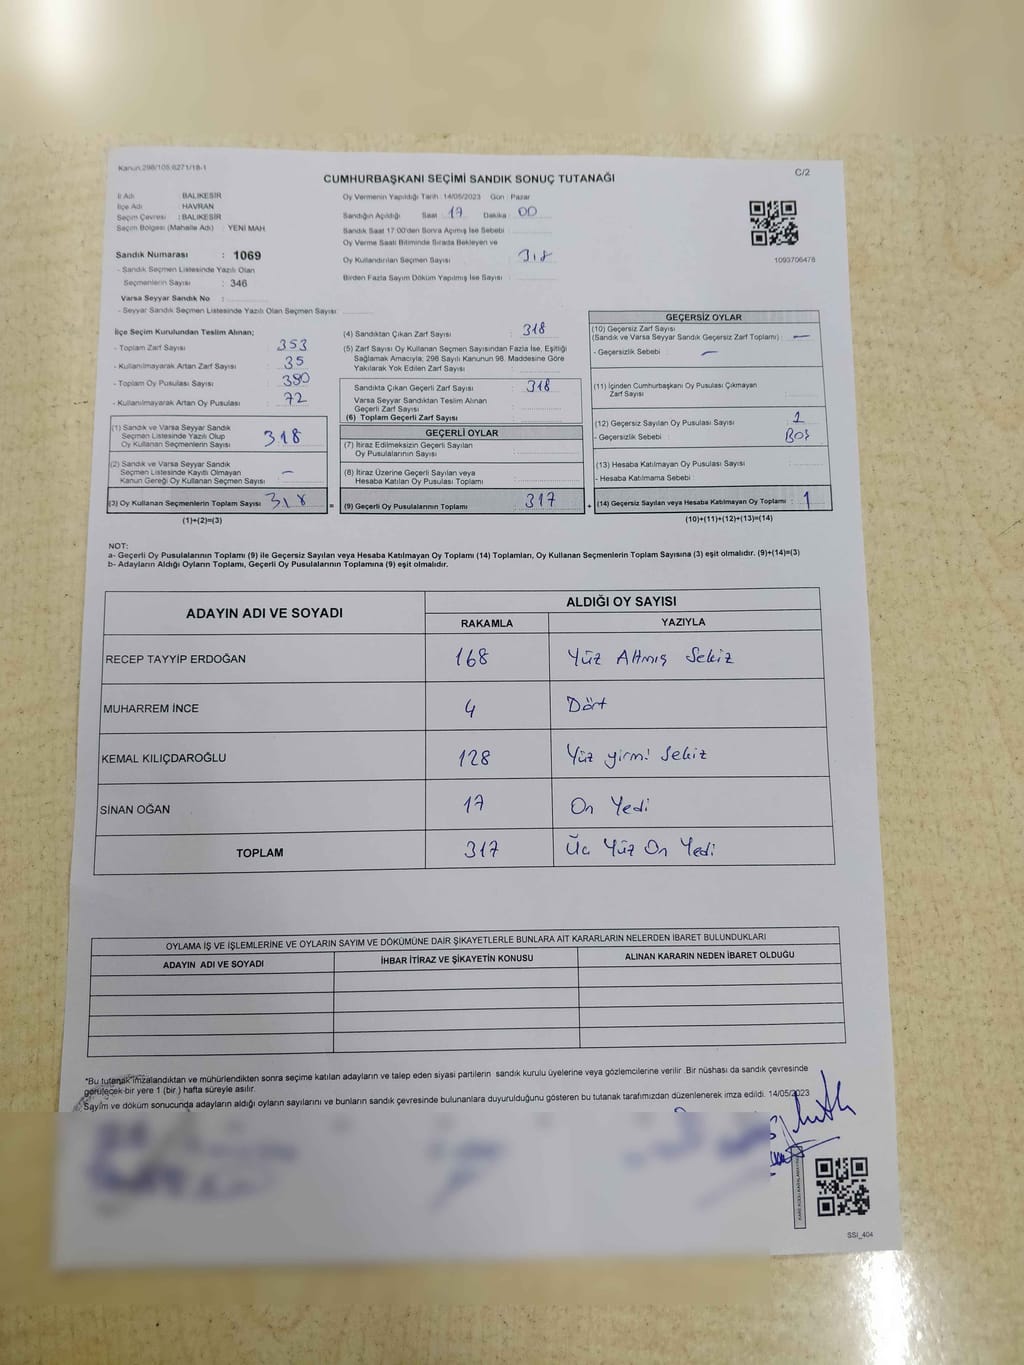 Kanun:298/105,6271/18-1
CUMHURBAŞKANI SEÇİMİ SANDIK SONUÇ TUTANAĞI
C/2
İl Adı BALIKESİR
İlçe Adı HAVRAN
Seçim Çevresi : BALIKESİR
Seçim Bölgesi (Mahalle Adı) : YENİ MAH.
Sandık Numarası : 1069
- Sandık Seçmen Listesinde Yazılı Olan
Seçmenlerin Sayısı : 346
Varsa Seyyar Sandık No :
- Seyyar Sandık Seçmen Listesinde Yazılı Olan Seçmen Sayısı :
Oy Vermenin Yapıldığı Tarih : 14/05/2023 Gün : Pazar
Sandığın Açıldığı Saat 17 Dakika : 00
Sandık Saat 17:00'den Sonra Açılmış İse Sebebi :
Oy Verme Saati Bitiminde Sırada Bekleyen ve
Oy Kullandırılan Seçmen Sayısı : 318
Birden Fazla Sayım Döküm Yapılmış İse Sayısı :
1093706478
İlçe Seçim Kurulundan Teslim Alınan;
- Toplam Zarf Sayısı : 353
- Kullanılmayarak Artan Zarf Sayısı : 35
- Toplam Oy Pusulası Sayısı : 390
- Kullanılmayarak Artan Oy Pusulası : 72
(1) Sandık ve Varsa Seyyar Sandık
Seçmen Listesinde Yazılı Olup
Oy Kullanan Seçmenlerin Sayısı : 318
(2) Sandık ve Varsa Seyyar Sandık
Seçmen Listesinde Kayıtlı Olmayan
Kanun Gereği Oy Kullanan Seçmen Sayısı : —
(3) Oy Kullanan Seçmenlerin Toplam Sayısı : 318
(1)+(2)=(3)
=
(4) Sandıktan Çıkan Zarf Sayısı : 318
(5) Zarf Sayısı Oy Kullanan Seçmen Sayısından Fazla İse, Eşitliği
Sağlamak Amacıyla; 298 Sayılı Kanunun 98. Maddesine Göre
Yakılarak Yok Edilen Zarf Sayısı :
Sandıkta Çıkan Geçerli Zarf Sayısı : 318
Varsa Seyyar Sandıktan Teslim Alınan
Geçerli Zarf Sayısı :
(6) Toplam Geçerli Zarf Sayısı :
GEÇERLİ OYLAR
(7) İtiraz Edilmeksizin Geçerli Sayılan
Oy Pusulalarının Sayısı :
(8) İtiraz Üzerine Geçerli Sayılan veya
Hesaba Katılan Oy Pusulası Toplamı :
(9) Geçerli Oy Pusulalarının Toplamı : 317
+
GEÇERSİZ OYLAR
(10) Geçersiz Zarf Sayısı
(Sandık ve Varsa Seyyar Sandık Geçersiz Zarf Toplamı) : —
- Geçersizlik Sebebi : —
(11) İçinden Cumhurbaşkanı Oy Pusulası Çıkmayan
Zarf Sayısı :
(12) Geçersiz Sayılan Oy Pusulası Sayısı : 1
- Geçersizlik Sebebi : BOŞ
(13) Hesaba Katılmayan Oy Pusulası Sayısı :
- Hesaba Katılmama Sebebi :
(14) Geçersiz Sayılan veya Hesaba Katılmayan Oy Toplamı : 1
(10)+(11)+(12)+(13)=(14)
NOT:
a- Geçerli Oy Pusulalarının Toplamı (9) ile Geçersiz Sayılan veya Hesaba Katılmayan Oy Toplamı (14) Toplamları, Oy Kullanan Seçmenlerin Toplam Sayısına (3) eşit olmalıdır. (9)+(14)=(3)
b- Adayların Aldığı Oyların Toplamı, Geçerli Oy Pusulalarının Toplamına (9) eşit olmalıdır.
ADAYIN ADI VE SOYADI
ALDIĞI OY SAYISI
RAKAMLA YAZIYLA
RECEP TAYYİP ERDOĞAN 168 Yüz Altmış Sekiz
MUHARREM İNCE 4 Dört
KEMAL KILIÇDAROĞLU 128 Yüz yirmi Sekiz
SİNAN OĞAN 17 On Yedi
TOPLAM 317 Üc Yüz On Yedi
OYLAMA İŞ VE İŞLEMLERİNE VE OYLARIN SAYIM VE DÖKÜMÜNE DAİR ŞİKAYETLERLE BUNLARA AİT KARARLARIN NELERDEN İBARET BULUNDUKLARI
ADAYIN ADI VE SOYADI İHBAR İTİRAZ VE ŞİKAYETİN KONUSU ALINAN KARARIN NEDEN İBARET OLDUĞU
*Bu tutanak imzalandıktan ve mühürlendikten sonra seçime katılan adayların ve talep eden siyasi partilerin sandık kurulu üyelerine veya gözlemcilerine verilir. Bir nüshası da sandık çevresinde
görülecek bir yere 1 (bir) hafta süreyle asılır.
Sayım ve döküm sonucunda adayların aldığı oyların sayılarını ve bunların sandık çevresinde bulunanlara duyurulduğunu gösteren bu tutanak tarafımızdan düzenlenerek imza edildi. 14/05/2023
SSI_404